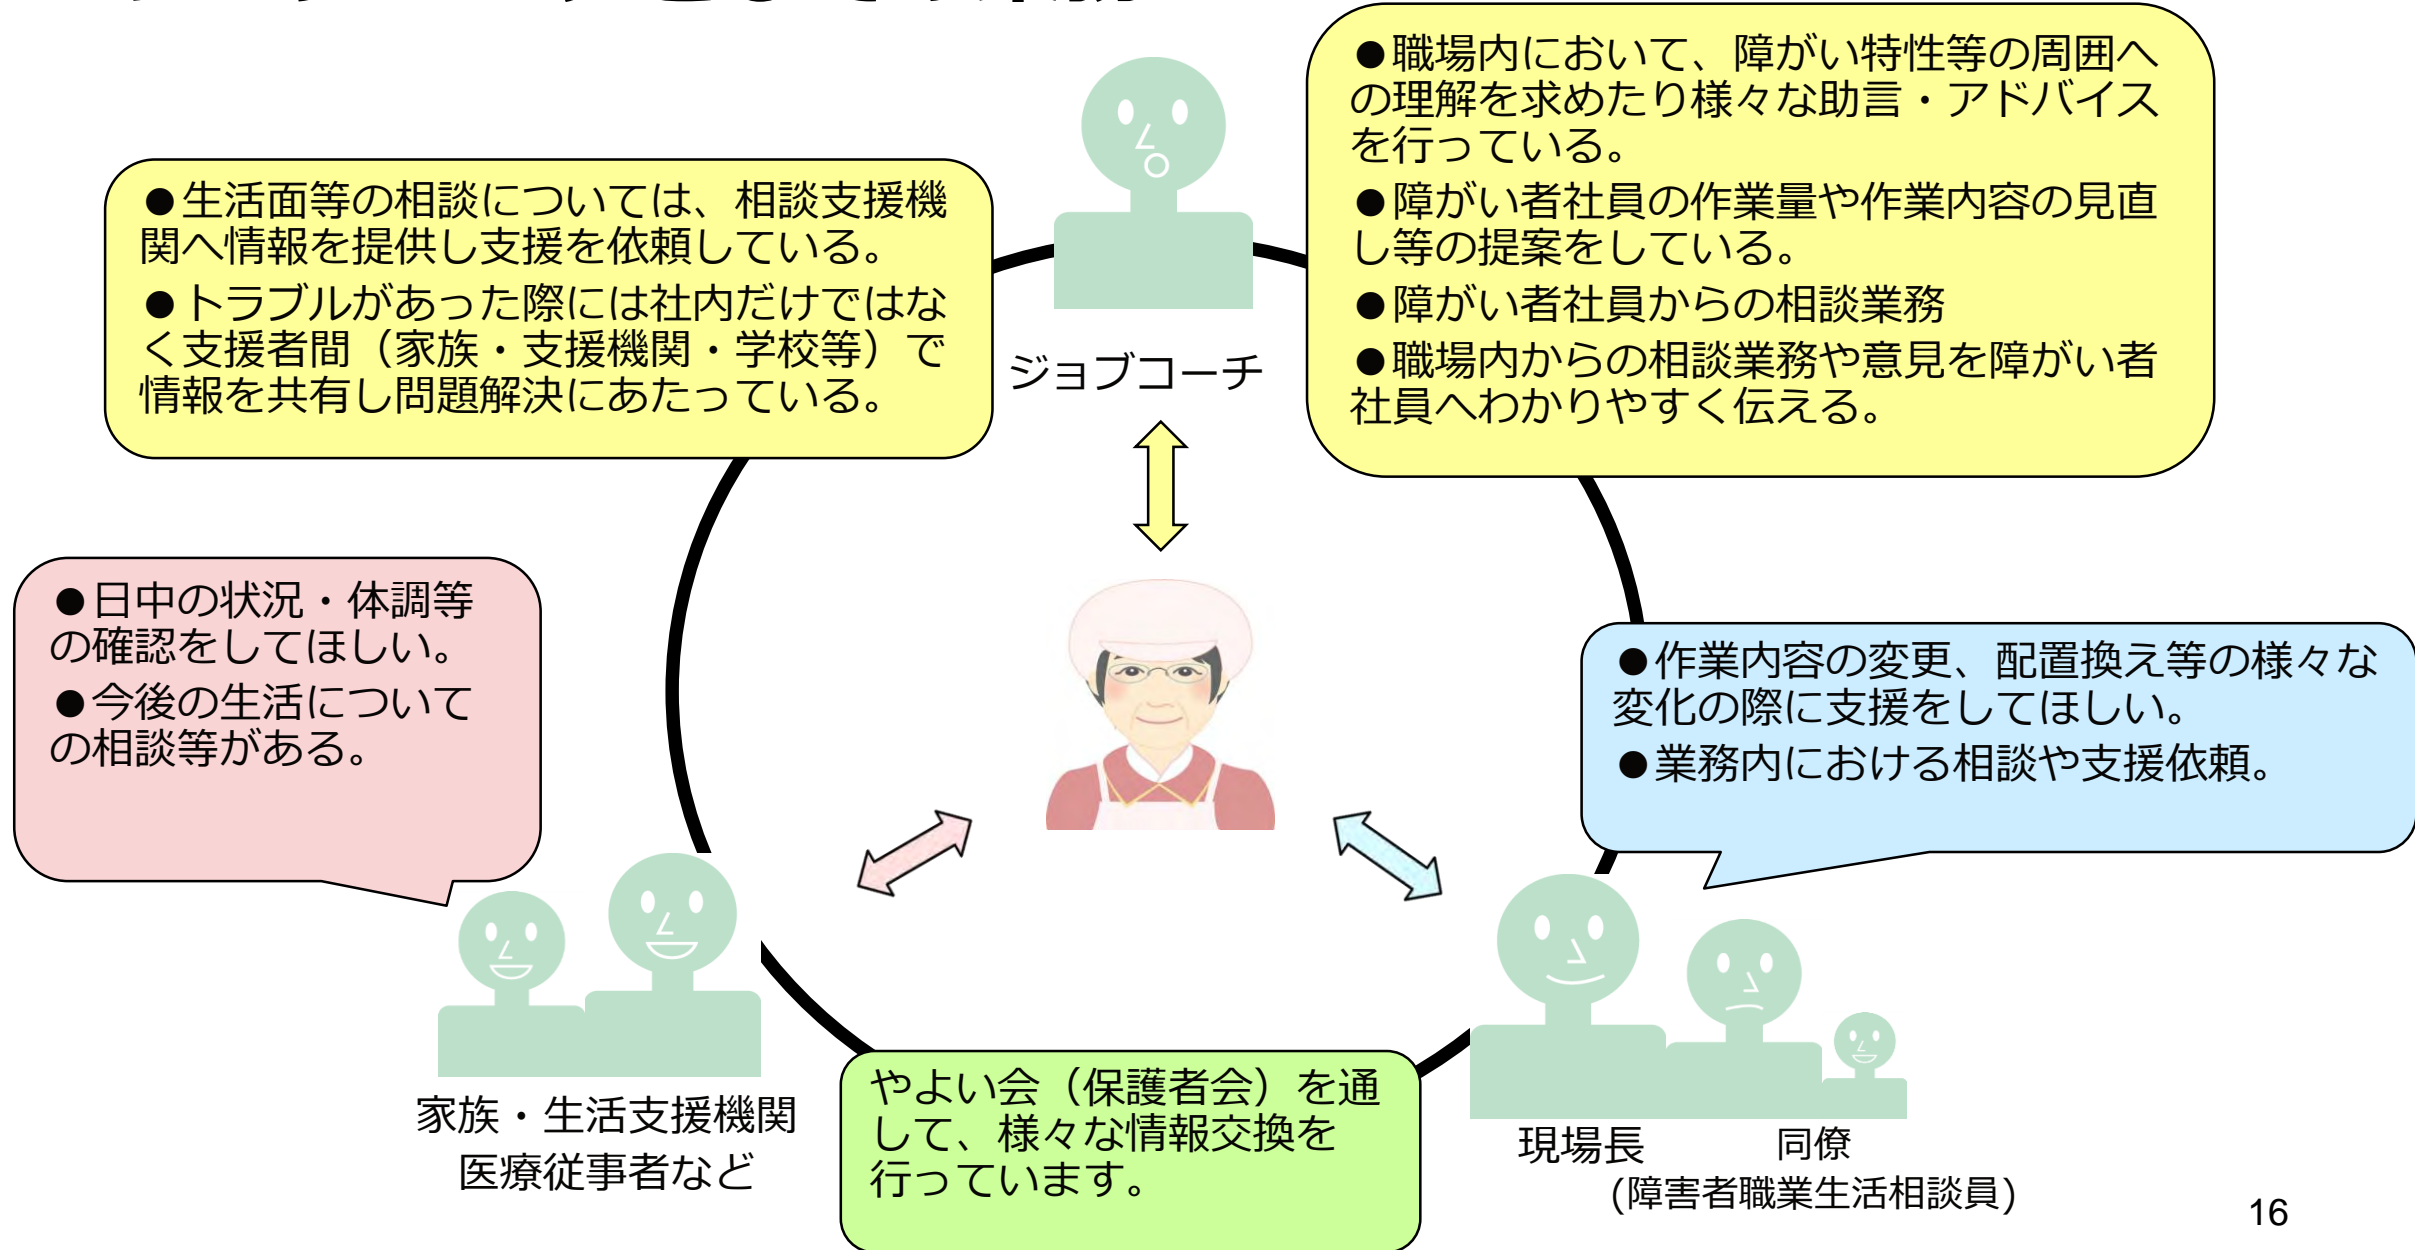 ●生活面等の相談については、相談支援機
関へ情報を提供し支援を依頼している。
●トラブルがあった際には社内だけではな
く支援者間（家族・支援機関・学校等）で
情報を共有し問題解決にあたっている。
ジョブコーチ
●職場内において、障がい特性等の周囲へ
の理解を求めたり様々な助言・アドバイス
を行っている。
●障がい者社員の作業量や作業内容の見直
し等の提案をしている。
●障がい者社員からの相談業務
●職場内からの相談業務や意見を障がい者
社員へわかりやすく伝える。
●日中の状況・体調等
の確認をしてほしい。
●今後の生活について
の相談等がある。
●作業内容の変更、配置換え等の様々な
変化の際に支援をしてほしい。
●業務内における相談や支援依頼。
家族・生活支援機関
医療従事者など
やよい会（保護者会）を通
して、様々な情報交換を
行っています。
現場長 同僚
(障害者職業生活相談員)
16